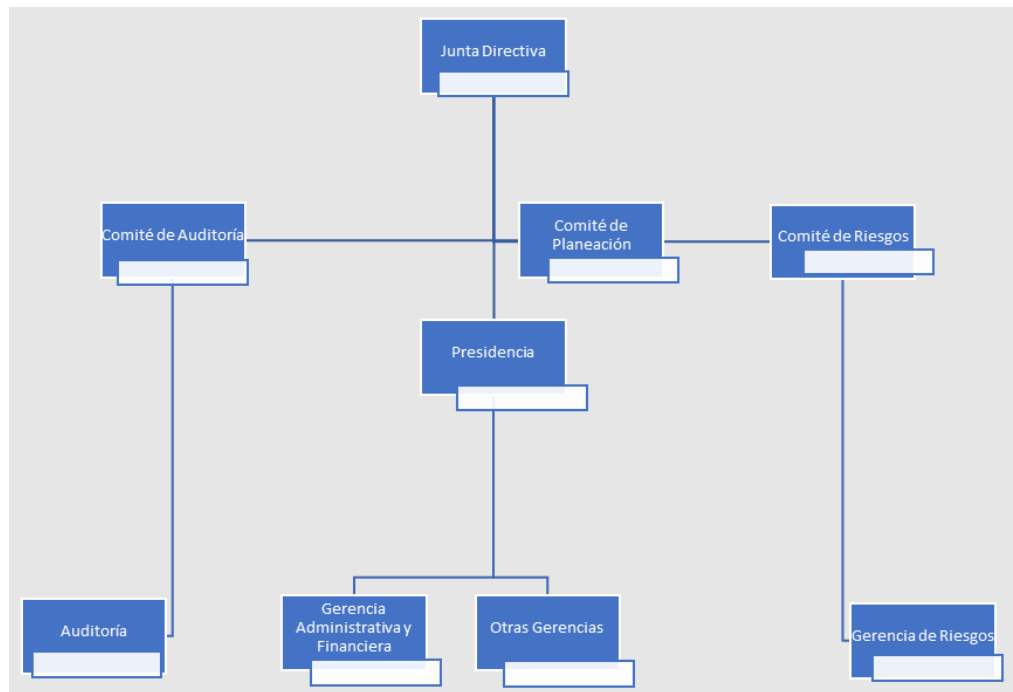 Junta Directiva
Comité de Auditoría
Comité de
Planeación
Comité de Riesgos
Presidencia
Auditoría
Gerencia
Administrativa y
Financiera
Otras Gerencias
Gerencia de Riesgos